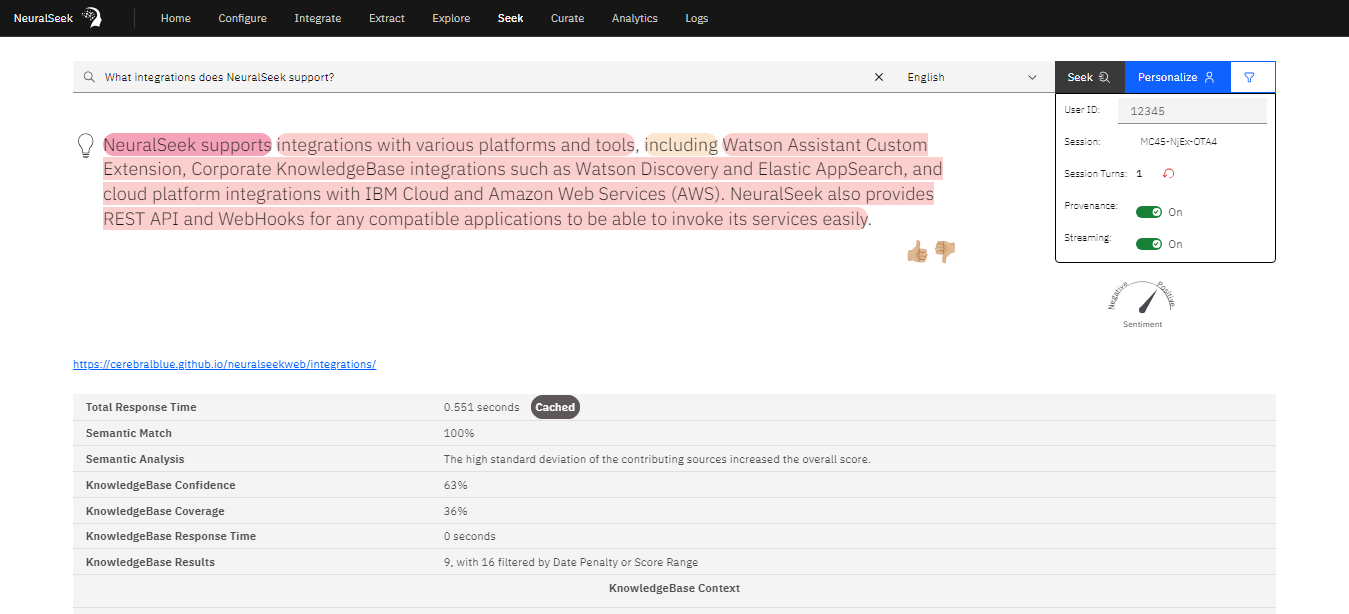 NeuralSeek Home Configure Integrate Extract Explore Seek Curate Analytics Logs
What integrations does NeuralSeek support? English Seek Personalize
User ID: 12345
Session: MC45-NjEx-OTA4
Session Turns: 1
Provenance: On
Streaming: On
Negative Positive
Sentiment
NeuralSeek supports integrations with various platforms and tools, including Watson Assistant Custom
Extension, Corporate KnowledgeBase integrations such as Watson Discovery and Elastic AppSearch, and
cloud platform integrations with IBM Cloud and Amazon Web Services (AWS). NeuralSeek also provides
REST API and WebHooks for any compatible applications to be able to invoke its services easily.
https://cerebralblue.github.io/neuralseekweb/integrations/
Total Response Time 0.551 seconds Cached
Semantic Match 100%
Semantic Analysis The high standard deviation of the contributing sources increased the overall score.
KnowledgeBase Confidence 63%
KnowledgeBase Coverage 36%
KnowledgeBase Response Time 0 seconds
KnowledgeBase Results 9, with 16 filtered by Date Penalty or Score Range
KnowledgeBase Context